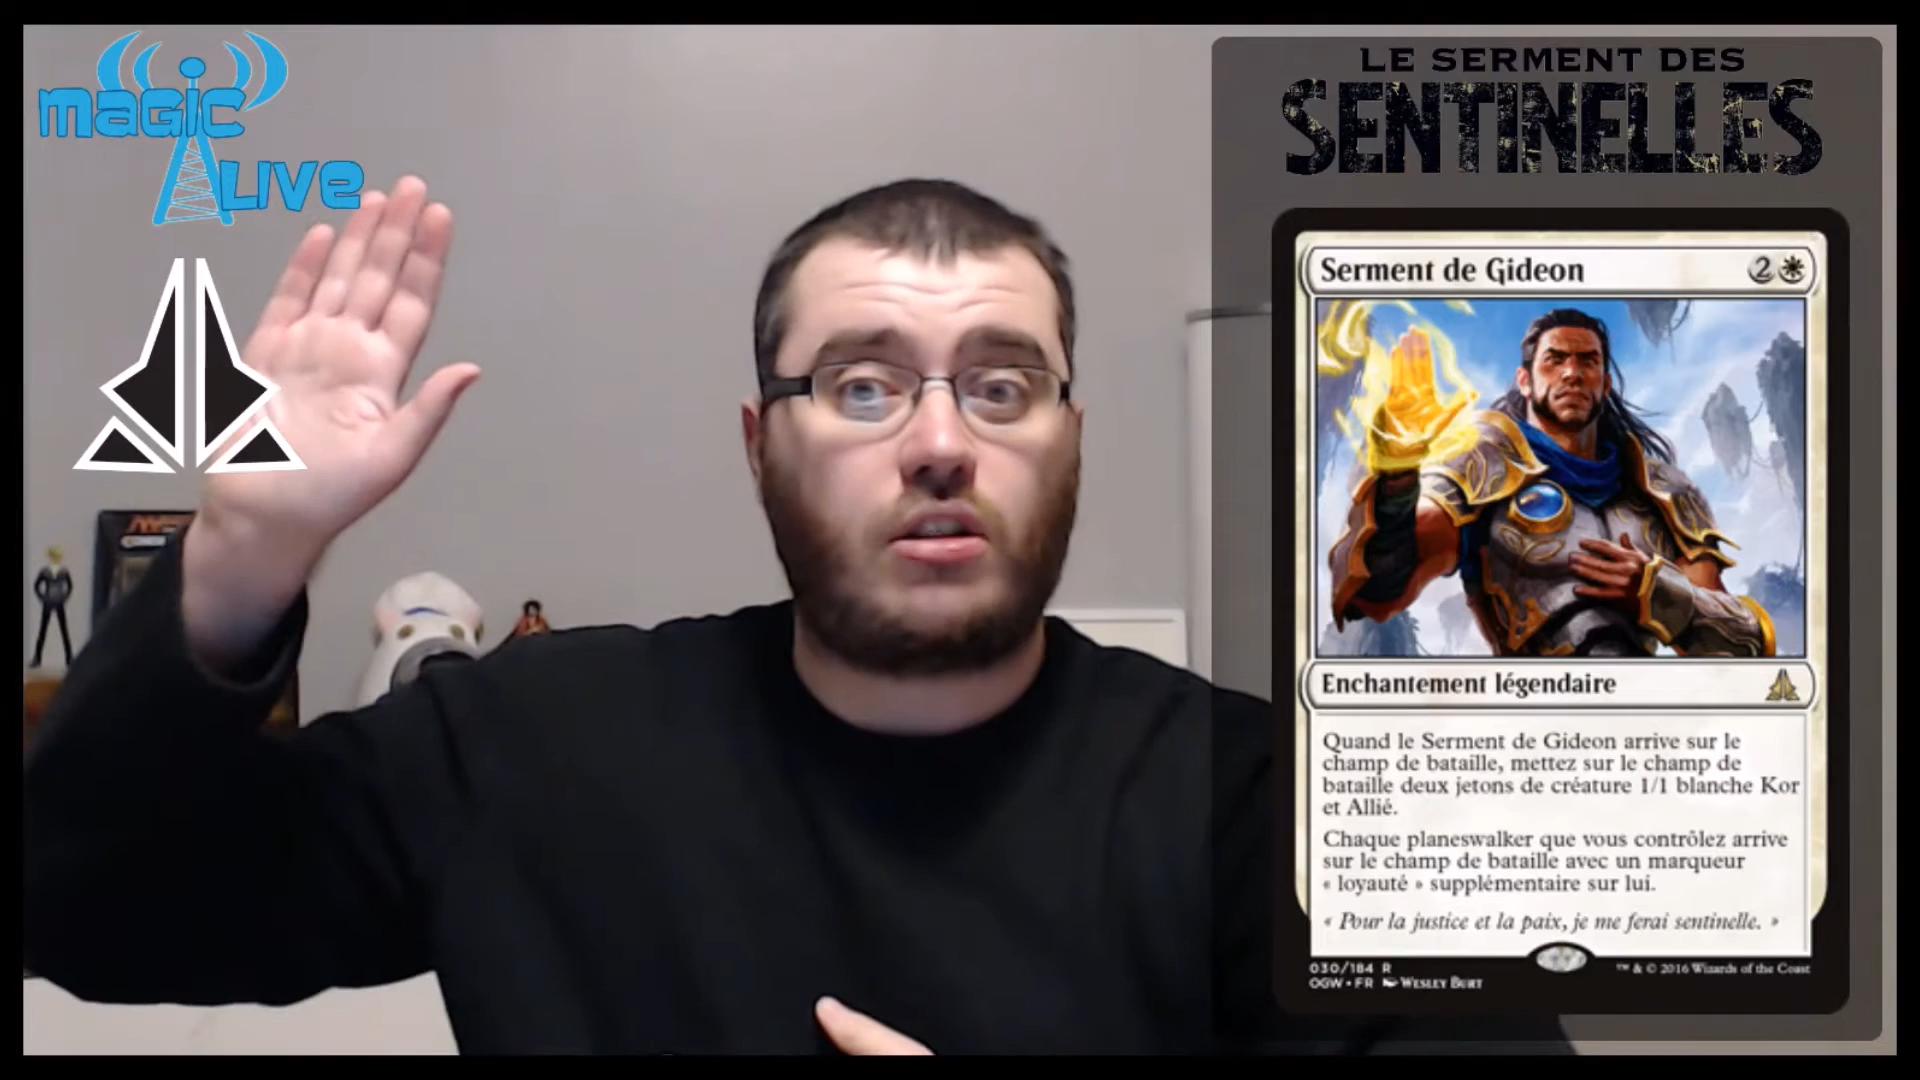 magic
Live
LE SERMENT DES
SENTINELLES
Serment de Gideon 2
Enchantement légendaire
Quand le Serment de Gideon arrive sur le
champ de bataille, mettez sur le champ de
bataille deux jetons de créature 1/1 blanche Kor
et Allié.
Chaque planeswalker que vous contrôlez arrive
sur le champ de bataille avec un marqueur
« loyauté » supplémentaire sur lui.
« Pour la justice et la paix, je me ferai sentinelle. »
030/184 R
OGW • FR Wesley Burt
™ & © 2016 Wizards of the Coast